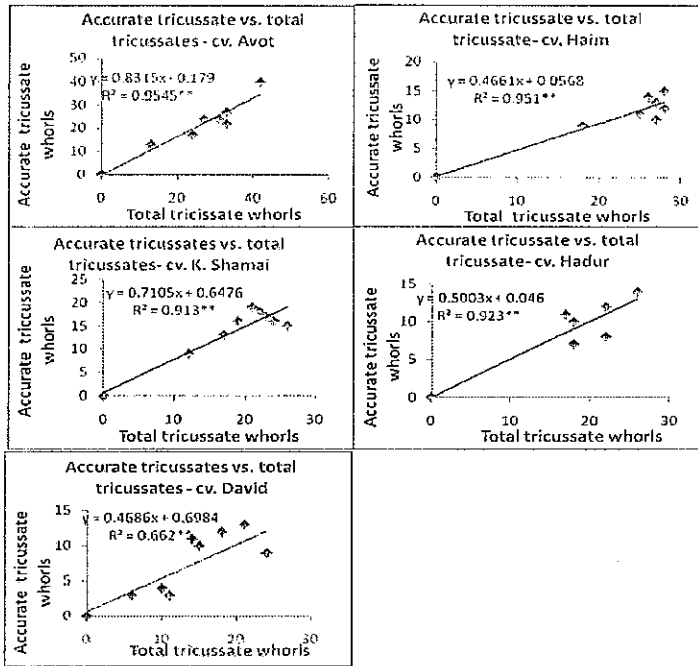 Accurate tricussate vs. total
tricussates - cv. Avot
y = 0.8315x + 0.179
R² = 0.9545**
50
40
30
20
10
0
0
20
40
60
Accurate tricussate
whorls
Total tricissate whorls
Accurate tricussate vs. total
tricussate- cv. Haim
y = 0.4661x + 0.0568
R² = 0.951**
20
15
10
5
0
0
10
20
30
Accurate tricussate
whorls
Total tricussate whorls
Accurate tricussates vs. total
tricussates- cv. K. Shamai
y = 0.7105x + 0.6476
R² = 0.913**
25
20
15
10
5
0
0
10
20
30
Accurate tricussate
whorls
Total tricussate whorls
Accurate tricussate vs. total
tricussate- cv. Hadur
y = 0.5003x + 0.046
R² = 0.923**
15
10
5
0
0
10
20
30
Accurate tricussate
whorls
Total tricussate whorls
Accurate tricussates vs. total
tricussates - cv. David
y = 0.4686x + 0.6984
R² = 0.662**
15
10
5
0
0
10
20
30
Accurate tricussate
whorls
Total tricussate whorls